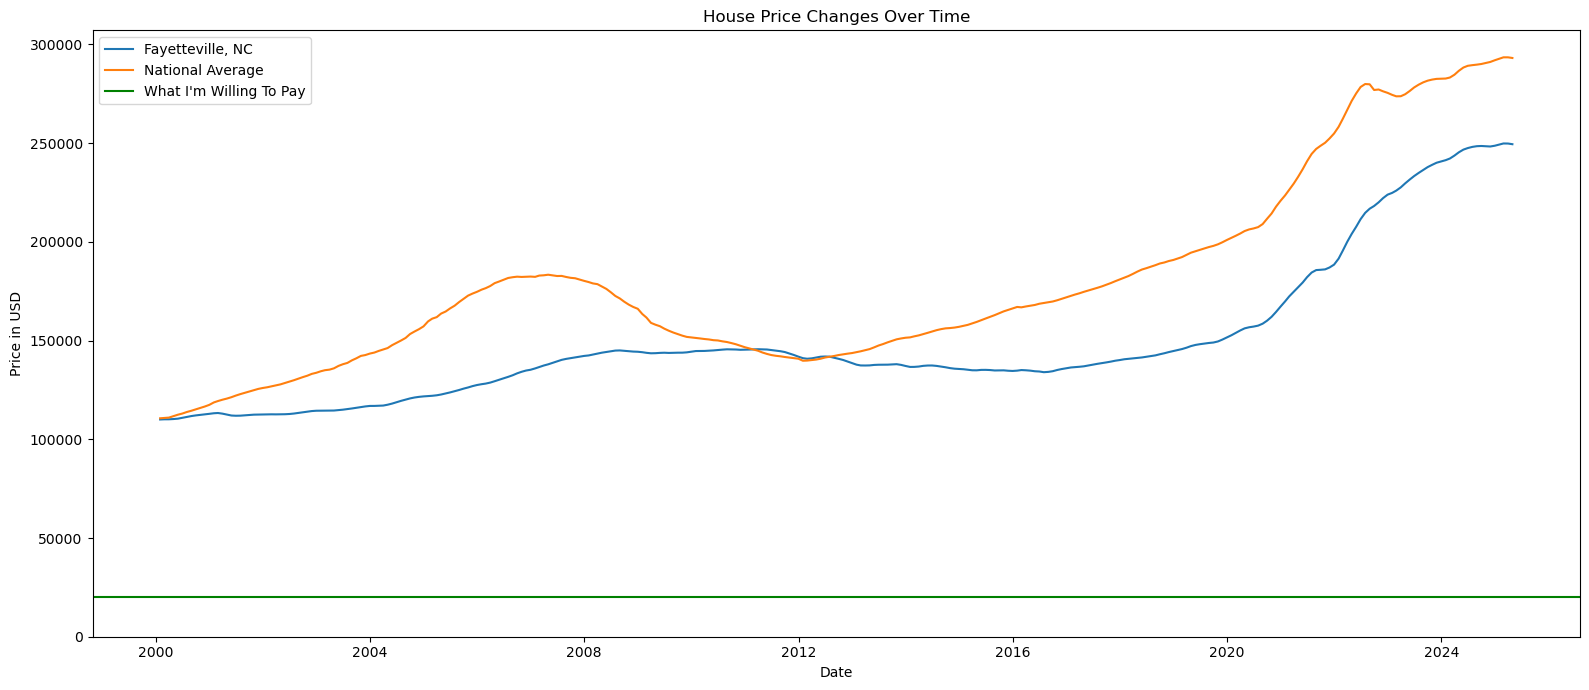 House Price Changes Over Time
Fayetteville, NC
National Average
What I'm Willing To Pay
Price in USD
300000
250000
200000
150000
100000
50000
0
2000
2004
2008
2012
2016
2020
2024
Date